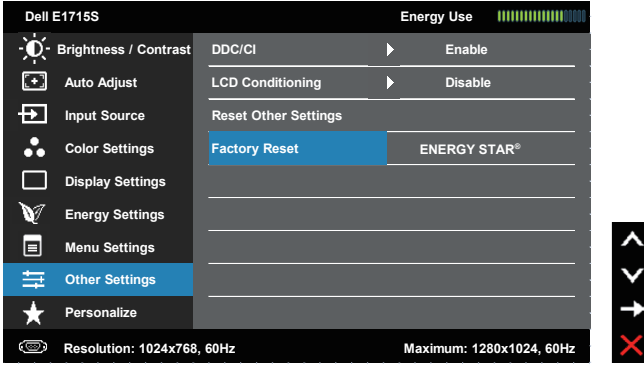 Dell E1715S Energy Use
Brightness / Contrast DDC/CI Enable
Auto Adjust LCD Conditioning Disable
Input Source Reset Other Settings
Color Settings Factory Reset ENERGY STAR®
Display Settings
Energy Settings
Menu Settings
Other Settings
Personalize
Resolution: 1024x768, 60Hz Maximum: 1280x1024, 60Hz